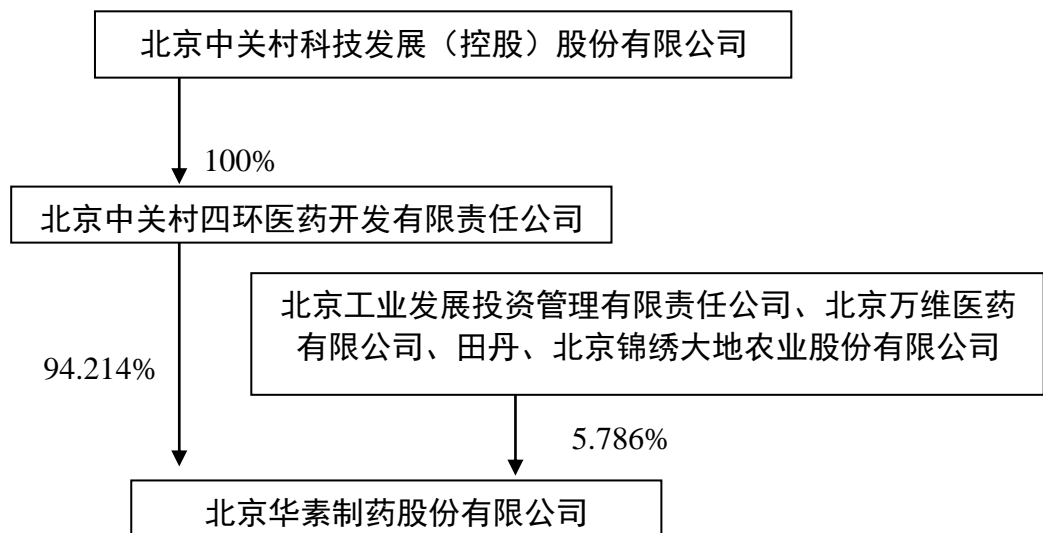 北京中关村科技发展（控股）股份有限公司
100%
北京中关村四环医药开发有限责任公司
北京工业发展投资管理有限责任公司、北京万维医药
有限公司、田丹、北京锦绣大地农业股份有限公司
94.214%
5.786%
北京华素制药股份有限公司